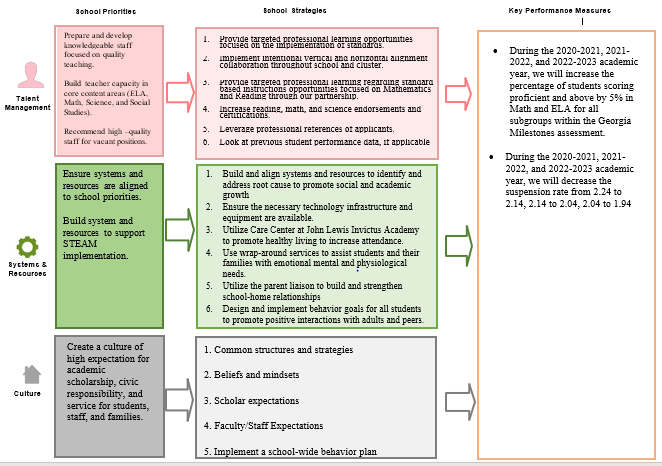 School Priorities
School Strategies
Key Performance Measures
Talent
Management
Prepare and develop
knowledgeable staff
focused on quality
teaching.
Build teacher capacity in
core content areas (ELA,
Math, Science, and Social
Studies).
Recommend high –quality
staff for vacant positions.
1. Provide targeted professional learning opportunities
focused on the implementation of standards.
2. Implement intentional vertical and horizontal alignment
collaboration throughout school and cluster.
3. Provide targeted professional learning regarding standard
based instructions opportunities focused on Mathematics
and Reading through our partnership.
4. Increase reading, math, and science endorsements and
certifications.
5. Leverage professional references of applicants.
6. Look at previous student performance data, if applicable
Systems &
Resources
Ensure systems and
resources are aligned
to school priorities.
Build system and
resources to support
STEAM
implementation.
1. Build and align systems and resources to identify and
address root cause to promote social and academic
growth
2. Ensure the necessary technology infrastructure and
equipment are available.
3. Utilize Care Center at John Lewis Invictus Academy
to promote healthy living to increase attendance.
4. Use wrap-around services to assist students and their
families with emotional mental and physiological
needs.
5. Utilize the parent liaison to build and strengthen
school-home relationships
6. Design and implement behavior goals for all students
to promote positive interactions with adults and peers.
Culture
Create a culture of
high expectation for
academic
scholarship, civic
responsibility, and
service for students,
staff, and families.
1. Common structures and strategies
2. Beliefs and mindsets
3. Scholar expectations
4. Faculty/Staff Expectations
5. Implement a school-wide behavior plan
• During the 2020-2021, 2021-
2022, and 2022-2023 academic
year, we will increase the
percentage of students scoring
proficient and above by 5% in
Math and ELA for all
subgroups within the Georgia
Milestones assessment.
• During the 2020-2021, 2021-
2022, and 2022-2023 academic
year, we will decrease the
suspension rate from 2.24 to
2.14, 2.14 to 2.04, 2.04 to 1.94